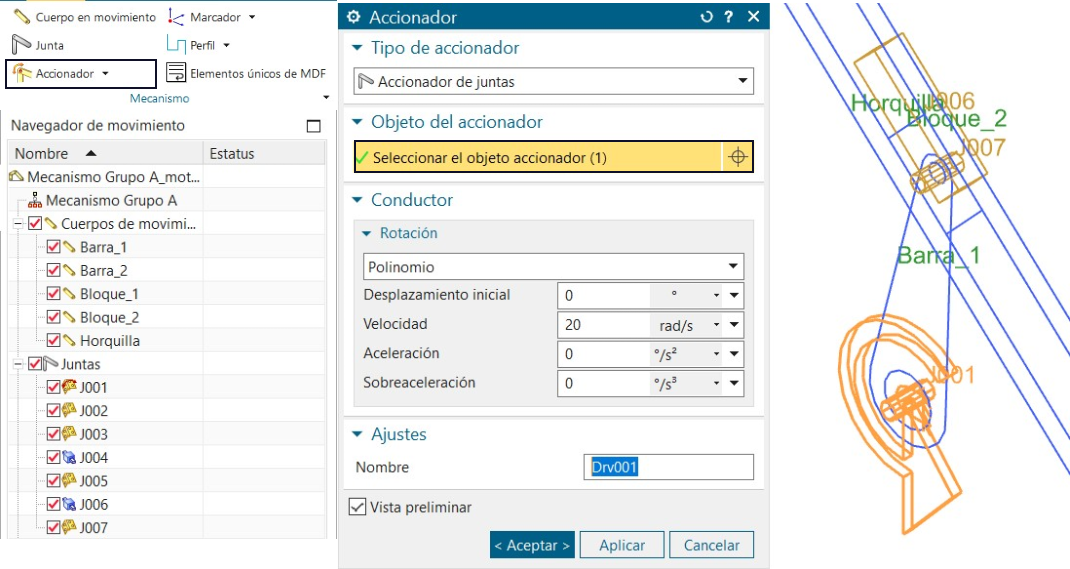 Cuerpo en movimiento
Marcador
Junta
Perfil
Accionador
Elementos únicos de MDF
Mecanismo
Navegador de movimiento
Nombre
Estatus
Mecanismo Grupo A_mot...
Mecanismo Grupo A
Cuerpos de movimi...
Barra_1
Barra_2
Bloque_1
Bloque_2
Horquilla
Juntas
J001
J002
J003
J004
J005
J006
J007
Accionador
Tipo de accionador
Accionador de juntas
Objeto del accionador
Seleccionar el objeto accionador (1)
Conductor
Rotación
Polinomio
Desplazamiento inicial 0 °
Velocidad 20 rad/s
Aceleración 0 °/s²
Sobreaceleración 0 °/s³
Ajustes
Nombre Drv001
Vista preliminar
< Aceptar > Aplicar Cancelar
Horquilla J006
Bloque_2
J007
Barra_1
J001